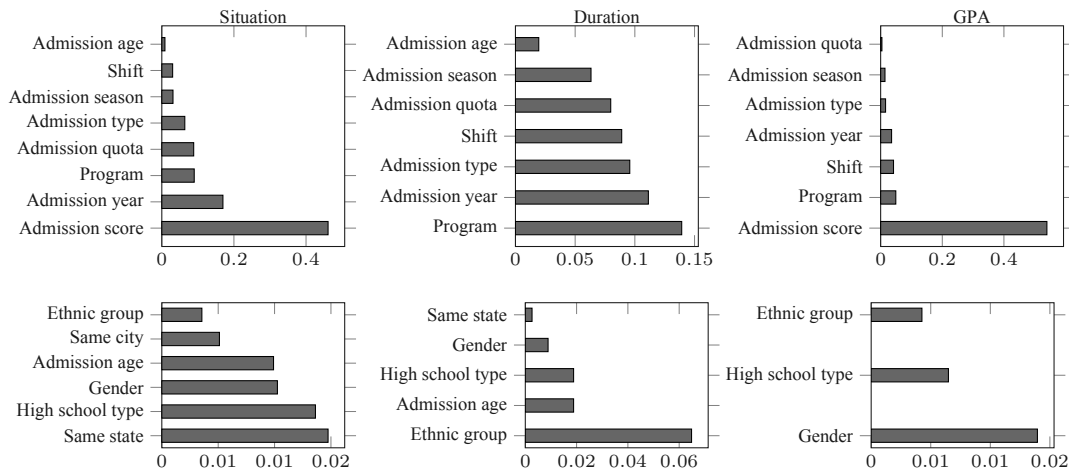 Situation
Admission age
Shift
Admission season
Admission type
Admission quota
Program
Admission year
Admission score
0 0.2 0.4
Duration
Admission age
Admission season
Admission quota
Shift
Admission type
Admission year
Program
0 0.05 0.1 0.15
GPA
Admission quota
Admission season
Admission type
Admission year
Shift
Program
Admission score
0 0.2 0.4
Ethnic group
Same city
Admission age
Gender
High school type
Same state
0 0.01 0.01 0.02
Same state
Gender
High school type
Admission age
Ethnic group
0 0.02 0.04 0.06
Ethnic group
High school type
Gender
0 0.01 0.01 0.02